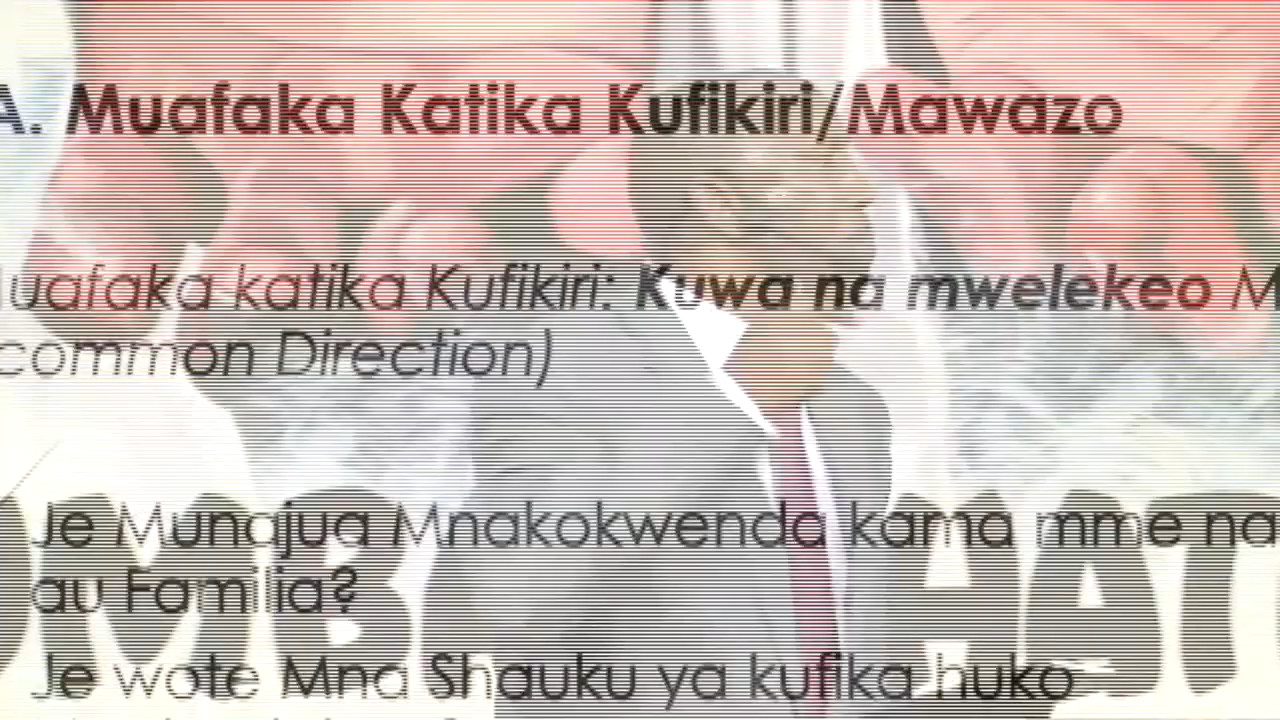 A. Muafaka Katika Kufikiri/Mawazo
uafaka katika Kufikiri: Kuwa na mwelekeo M
common Direction)
Je Munajua Mnakokwenda kama mme na
au Familia?
Je wote Mna Shauku ya kufika huko